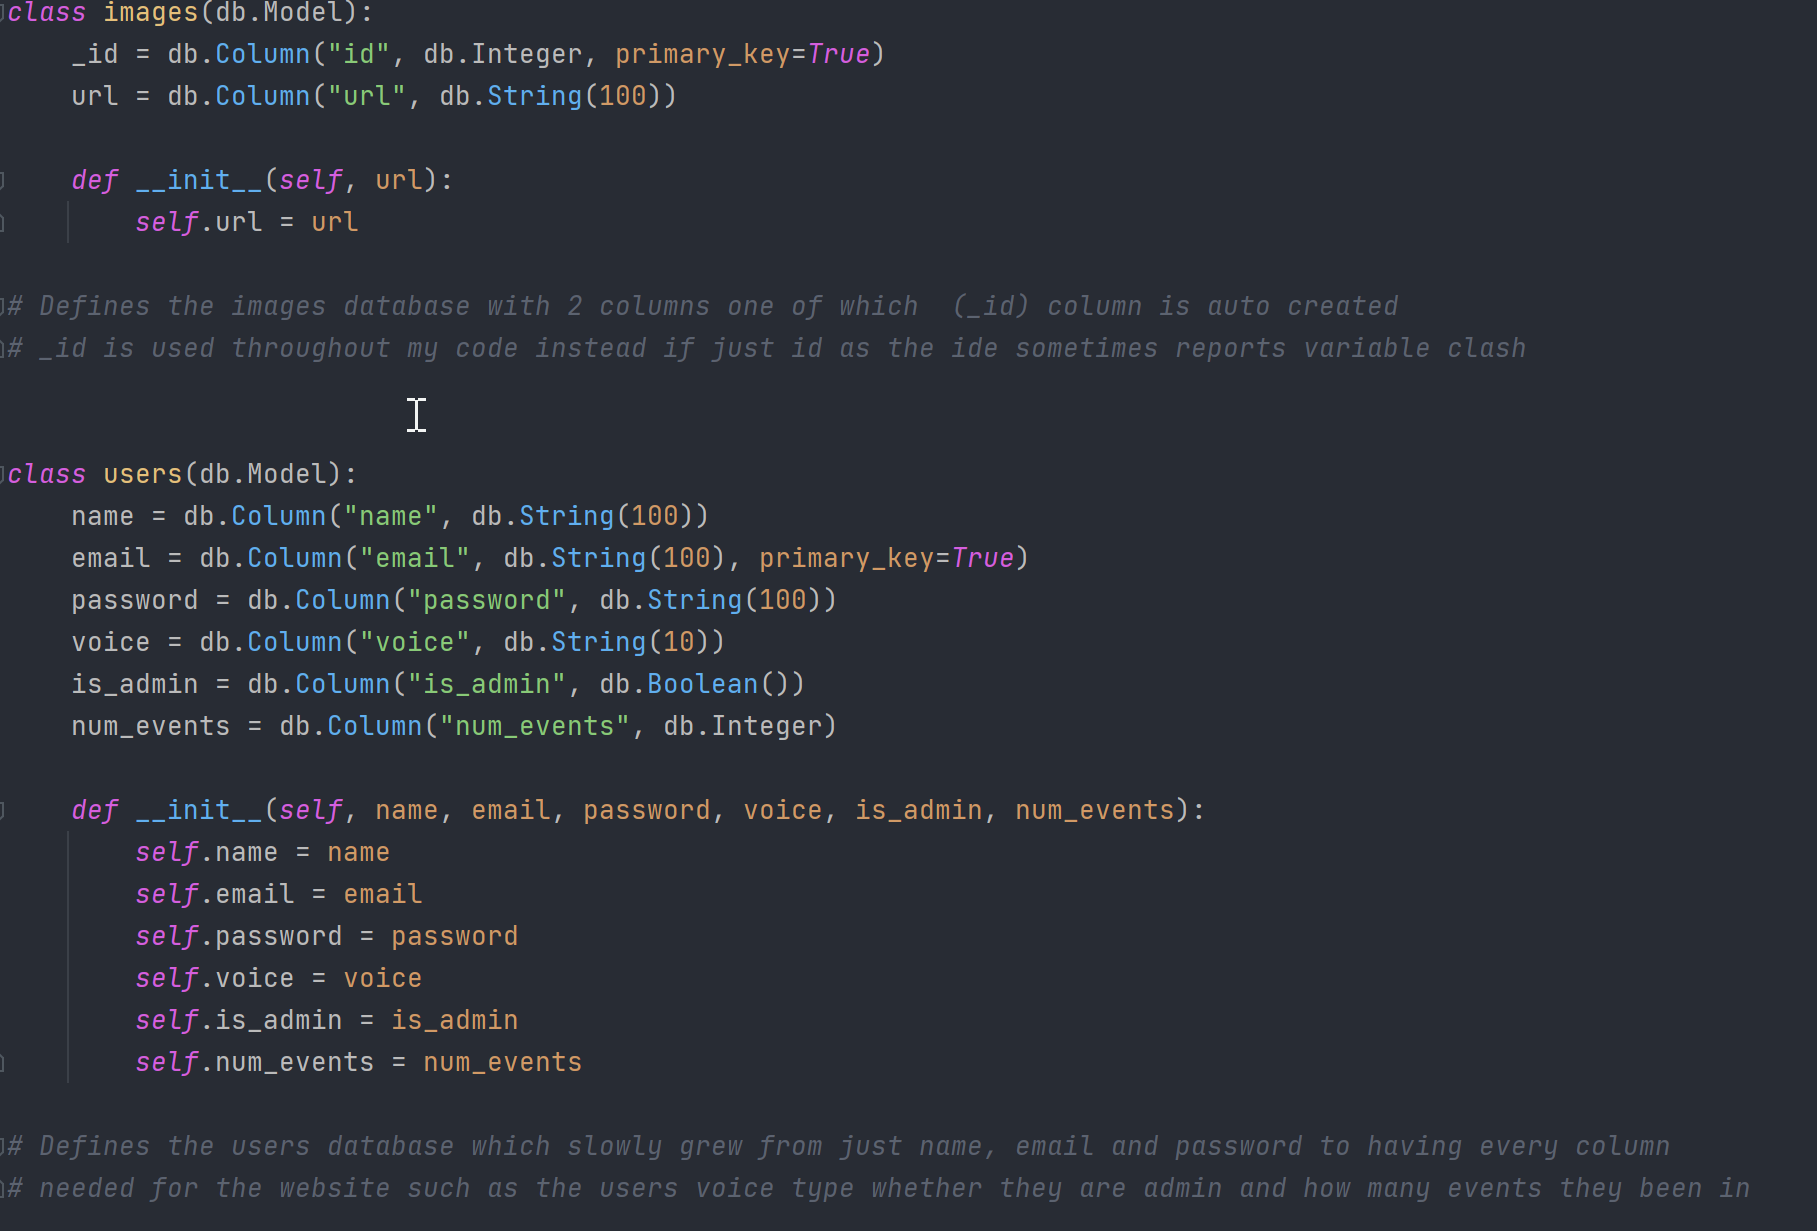 class images(db.Model):
    _id = db.Column("id", db.Integer, primary_key=True)
    url = db.Column("url", db.String(100))
    def __init__(self, url):
        self.url = url
# Defines the images database with 2 columns one of which  (_id) column is auto created
# _id is used throughout my code instead if just id as the ide sometimes reports variable clash
class users(db.Model):
    name = db.Column("name", db.String(100))
    email = db.Column("email", db.String(100), primary_key=True)
    password = db.Column("password", db.String(100))
    voice = db.Column("voice", db.String(10))
    is_admin = db.Column("is_admin", db.Boolean())
    num_events = db.Column("num_events", db.Integer)
    def __init__(self, name, email, password, voice, is_admin, num_events):
        self.name = name
        self.email = email
        self.password = password
        self.voice = voice
        self.is_admin = is_admin
        self.num_events = num_events
# Defines the users database which slowly grew from just name, email and password to having every column
# needed for the website such as the users voice type whether they are admin and how many events they been in